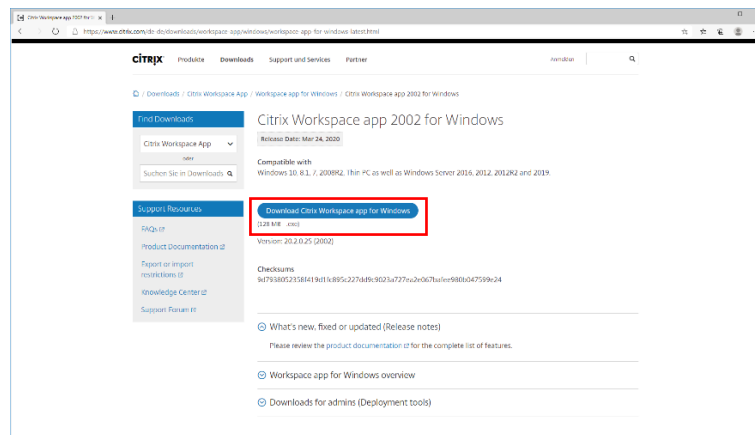 Citrix Workspace app 2002 for W
https://www.citrix.com/de-de/downloads/workspace-app/windows/workspace-app-for-windows-latest.html
CİTRIX
Produkte Downloads Support und Services Partner
Anmelden
/ Downloads / Citrix Workspace App / Workspace app for Windows / Citrix Workspace app 2002 for Windows
Find Downloads
Citrix Workspace App
oder
Suchen Sie in Downloads
Support Resources
FAQs
Product Documentation
Export or import
restrictions
Knowledge Center
Support Forum
Citrix Workspace app 2002 for Windows
Release Date: Mar 24, 2020
Compatible with
Windows 10, 8.1, 7, 2008R2, Thin PC as well as Windows Server 2016, 2012, 2012R2 and 2019.
Download Citrix Workspace app for Windows
(128 MB .exe)
Version: 20.2.0.25 (2002)
Checksums
What's new, fixed or updated (Release notes)
Please review the product documentation for the complete list of features.
Workspace app for Windows overview
Downloads for admins (Deployment tools)